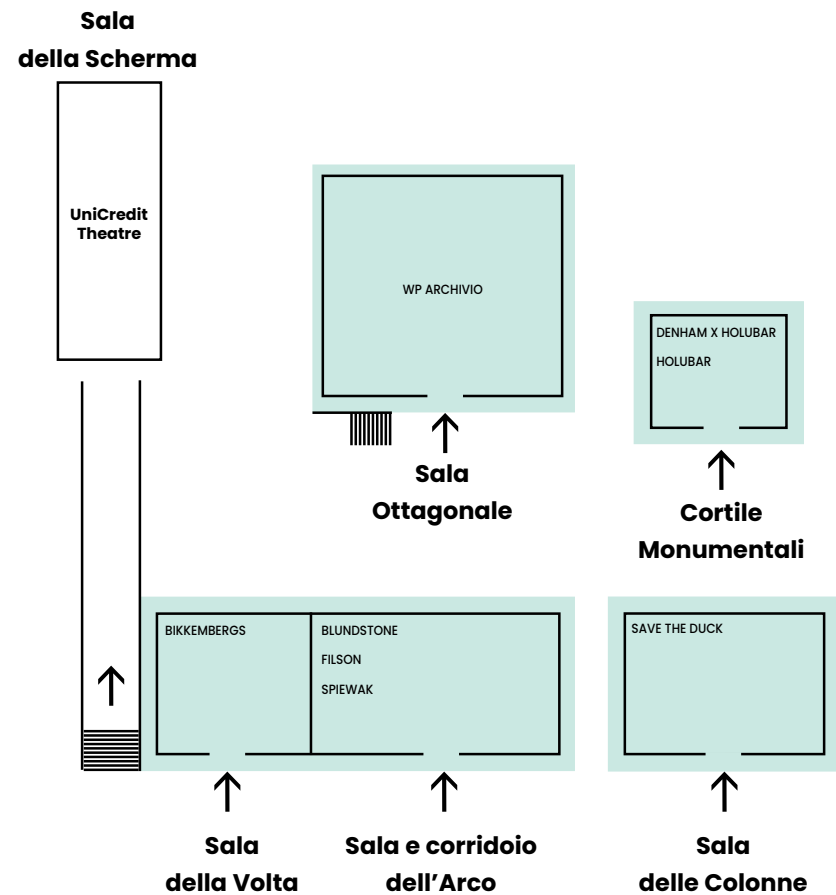 Sala
della Scherma
UniCredit
Theatre
WP ARCHIVIO
DENHAM X HOLUBAR
HOLUBAR
Sala
Ottagonale
Cortile
Monumentali
BIKKEMBERGS
BLUNDSTONE
FILSON
SPIEWAK
SAVE THE DUCK
Sala
della Volta
Sala e corridoio
dell’Arco
Sala
delle Colonne